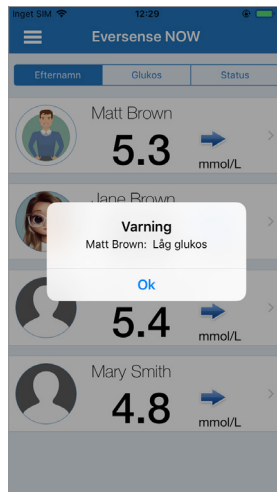 Inget SIM 12:29
Eversense NOW
Efternamn Glukos Status
Matt Brown
5.3 mmol/L
Jane Brown
Varning
Matt Brown: Låg glukos
Ok
5.4 mmol/L
Mary Smith
4.8 mmol/L